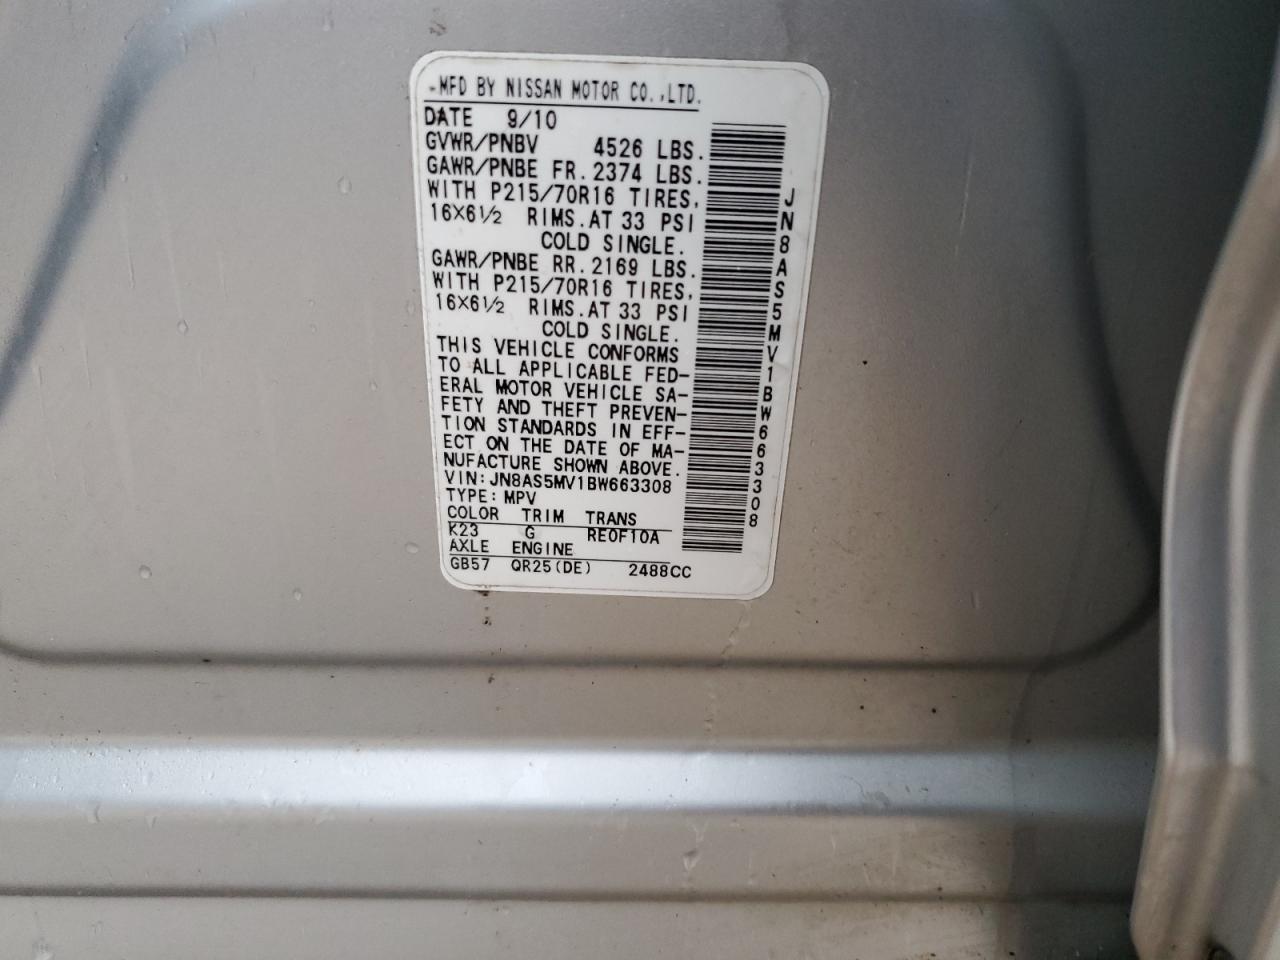 MFD BY NISSAN MOTOR CO.,LTD.
DATE 9/10
GVWR/PNBV 4526 LBS.
GAWR/PNBE FR. 2374 LBS.
WITH P215/70R16 TIRES,
16X6½ RIMS. AT 33 PSI
COLD SINGLE.
GAWR/PNBE RR. 2169 LBS.
WITH P215/70R16 TIRES,
16X6½ RIMS. AT 33 PSI
COLD SINGLE.
THIS VEHICLE CONFORMS
TO ALL APPLICABLE FED-
ERAL MOTOR VEHICLE SA-
FETY AND THEFT PREVEN-
TION STANDARDS IN EFF-
ECT ON THE DATE OF MA-
NUFACTURE SHOWN ABOVE.
VIN: JN8AS5MV1BW663308
TYPE: MPV
COLOR TRIM TRANS
K23 G RE0F10A
AXLE ENGINE
GB57 QR25(DE) 2488CC
JN8AS5MV1BW663308